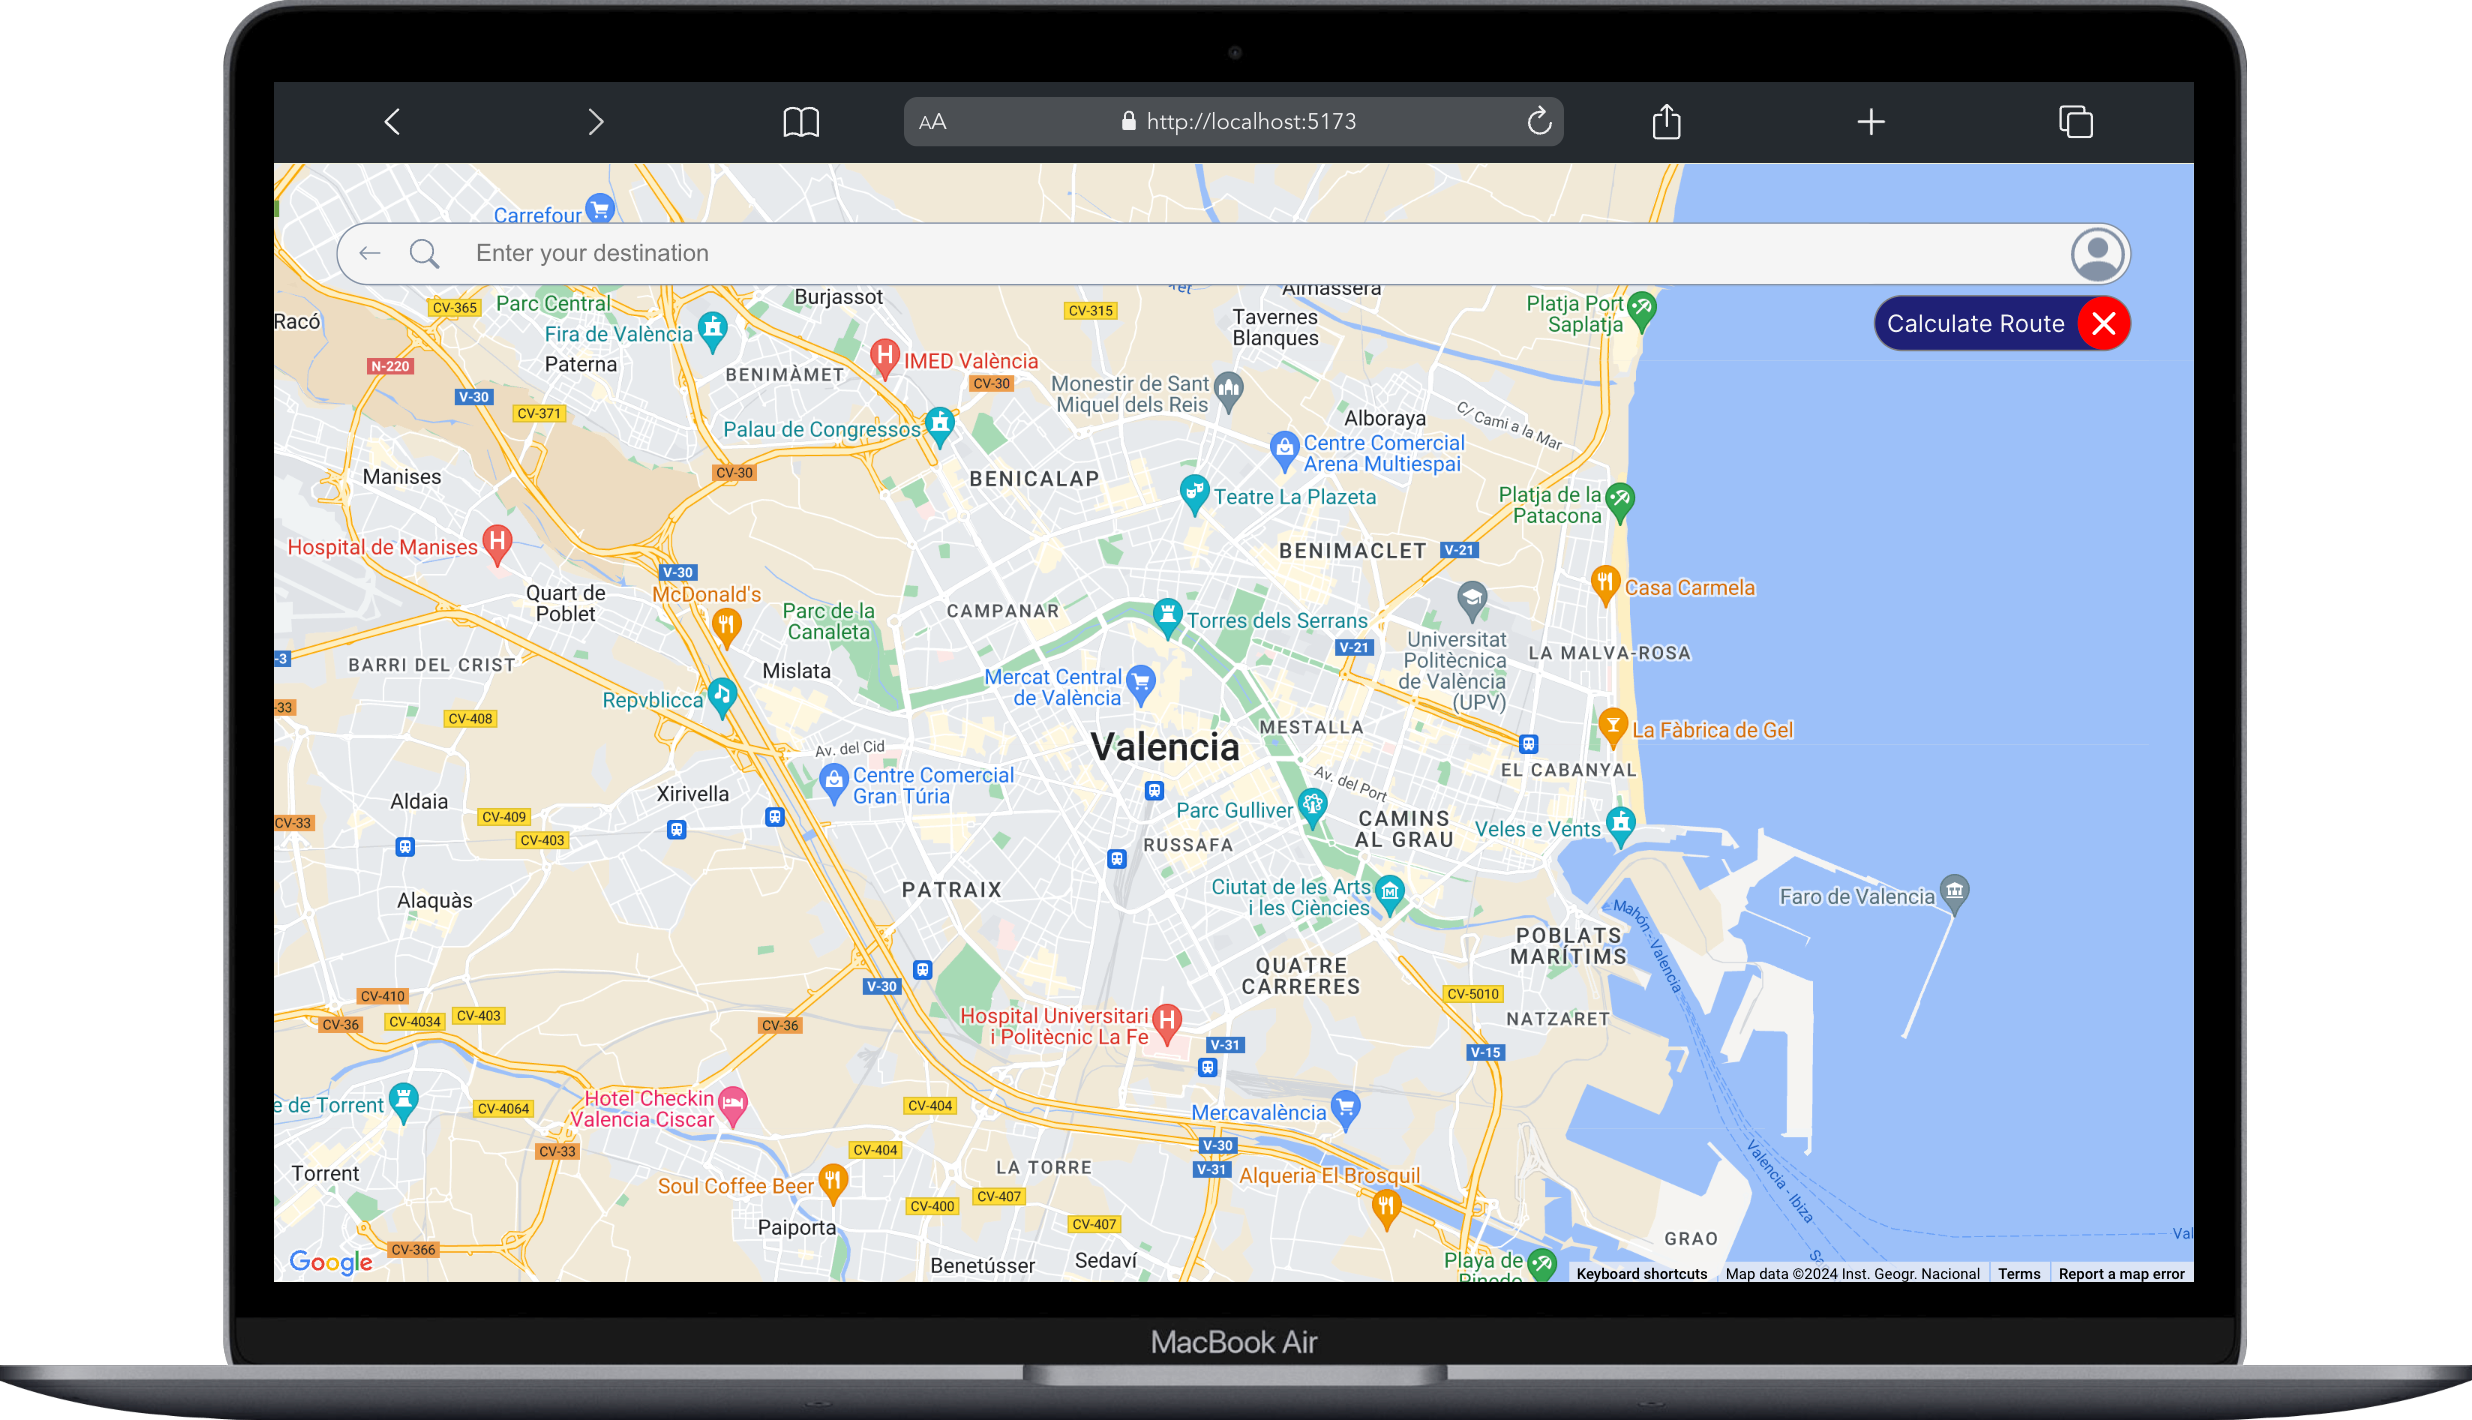 AA
http://localhost:5173
Carrefour
Enter your destination
Calculate Route
Racó
CV-365
Parc Central
Fira de València
Paterna
Burjassot
CV-315
Almàssera
Tavernes
Blanques
Platja Port
Saplatja
N-220
V-30
CV-371
BENIMÀMET
IMED València
CV-30
Monestir de Sant
Miquel dels Reis
Alboraya
C/ Cami a la Mar
Palau de Congressos
Centre Comercial
Arena Multiespai
CV-30
Manises
BENICALAP
Teatre La Plazeta
Platja de la
Patacona
Hospital de Manises
BENIMACLET
V-21
V-30
McDonald's
Quart de
Poblet
Parc de la
Canaleta
CAMPANAR
Torres dels Serrans
Casa Carmela
Universitat
Politècnica
de València
(UPV)
V-21
LA MALVA-ROSA
-3
BARRI DEL CRIST
Mislata
Mercat Central
de València
Repvblicca
-33
CV-408
MESTALLA
La Fàbrica de Gel
Av. del Cid
Valencia
EL CABANYAL
Centre Comercial
Gran Túria
Av. del Port
Aldaia
Xirivella
CV-33
CV-409
CV-403
Parc Gulliver
CAMINS
AL GRAU
Veles e Vents
RUSSAFA
Alaquàs
PATRAIX
Ciutat de les Arts
i les Ciències
Faro de Valencia
Mahón - Valencia
POBLATS
MARÍTIMS
QUATRE
CARRERES
V-30
CV-410
CV-5010
CV-36
CV-4034
CV-403
CV-36
Hospital Universitari
i Politècnic La Fe
NATZARET
V-31
V-15
e de Torrent
CV-4064
Hotel Checkin
Valencia Ciscar
CV-404
Mercavalència
CV-33
CV-404
V-30
V-31
LA TORRE
Alqueria El Brosquil
Valencia - Ibiza
Torrent
Soul Coffee Beer
CV-400
CV-407
Paiporta
CV-407
GRAO
Val
CV-366
Google
Benetússer
Sedaví
Playa de
Pinedo
Keyboard shortcuts
Map data ©2024 Inst. Geogr. Nacional
Terms
Report a map error
MacBook Air